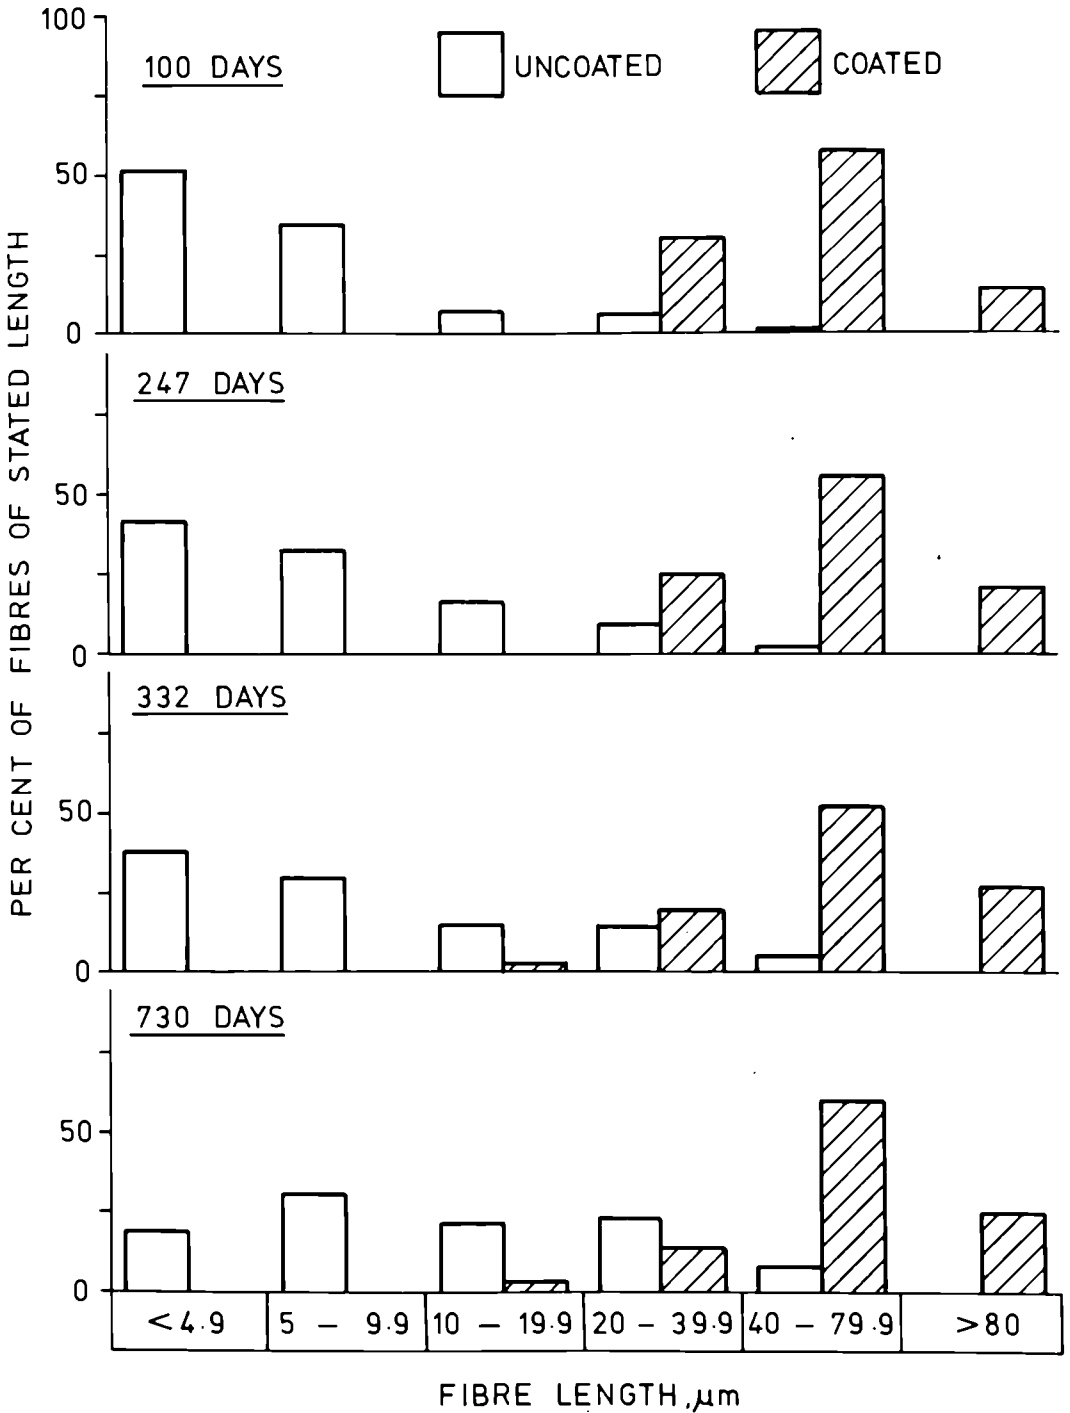 PER CENT OF FIBRES OF STATED LENGTH
100
50
0
100 DAYS
UNCOATED
COATED
247 DAYS
50
0
332 DAYS
50
0
730 DAYS
50
0
<4.9
5 – 9.9
10 – 19.9
20 – 39.9
40 – 79.9
>80
FIBRE LENGTH, µm